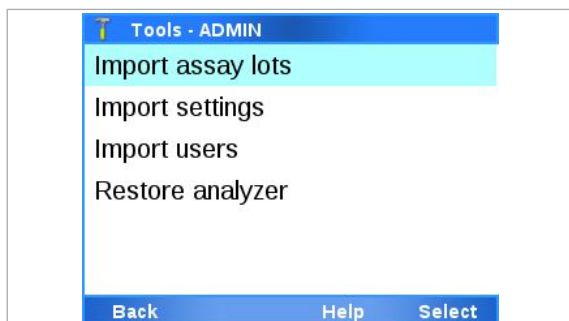 Tools - ADMIN
Import assay lots
Import settings
Import users
Restore analyzer
Back Help Select